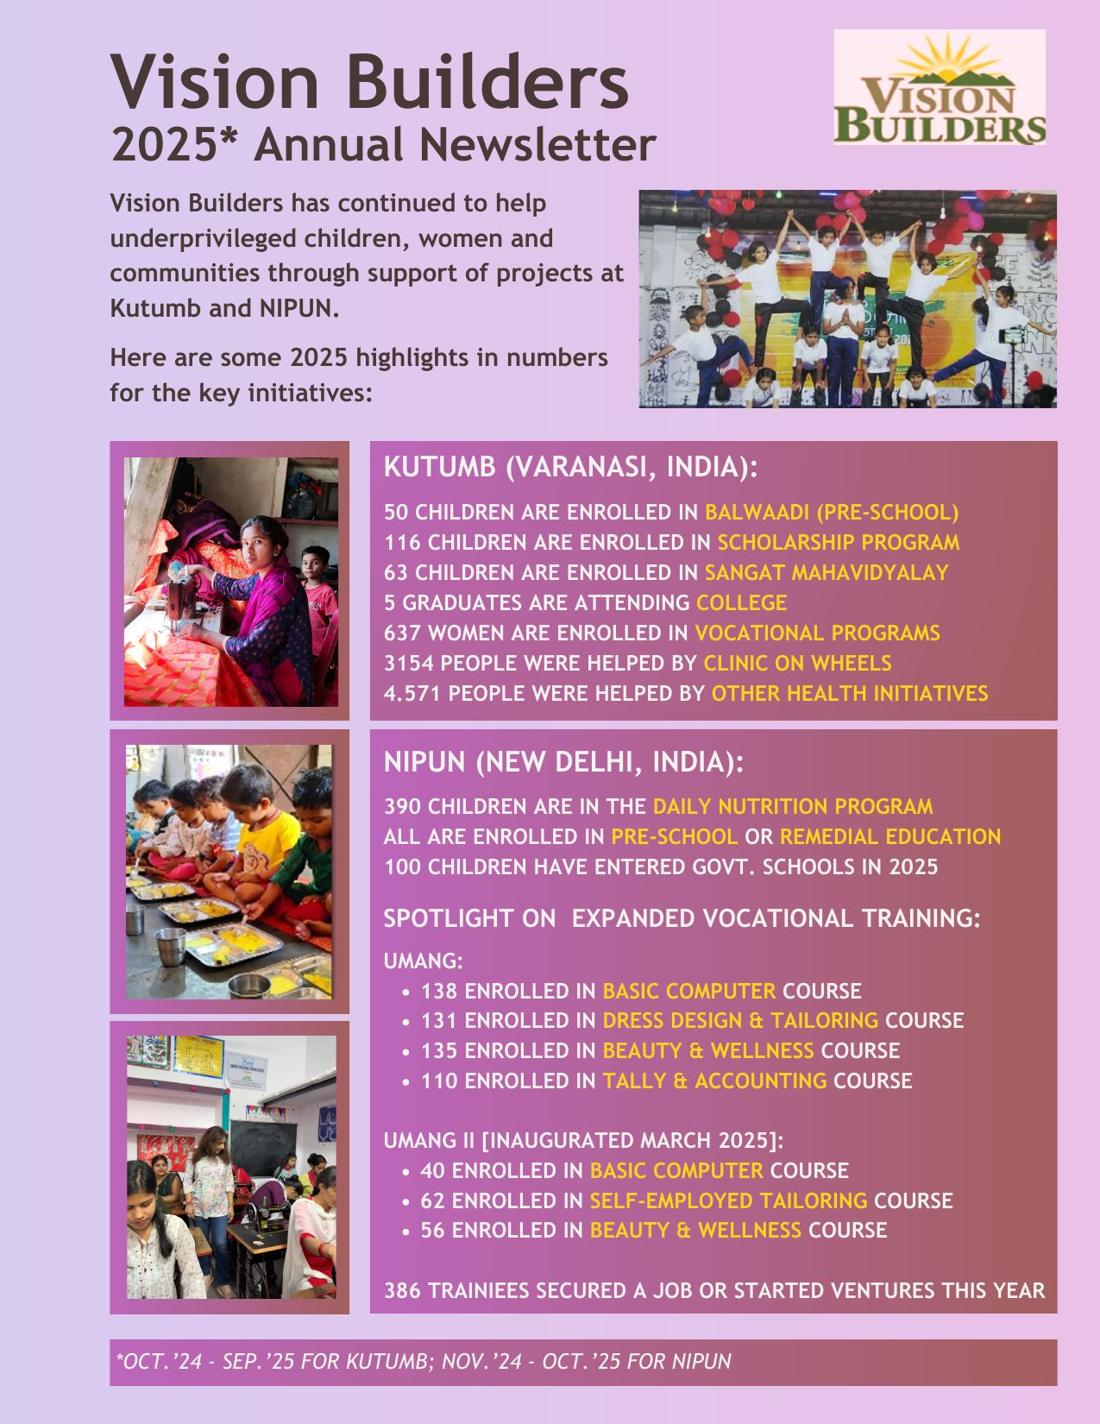 Vision Builders
2025* Annual Newsletter
VISION
BUILDERS
Vision Builders has continued to help
underprivileged children, women and
communities through support of projects at
Kutumb and NIPUN.
Here are some 2025 highlights in numbers
for the key initiatives:
KUTUMB (VARANASI, INDIA):
50 CHILDREN ARE ENROLLED IN BALWAADI (PRE-SCHOOL)
116 CHILDREN ARE ENROLLED IN SCHOLARSHIP PROGRAM
63 CHILDREN ARE ENROLLED IN SANGAT MAHAVIDYALAY
5 GRADUATES ARE ATTENDING COLLEGE
637 WOMEN ARE ENROLLED IN VOCATIONAL PROGRAMS
3154 PEOPLE WERE HELPED BY CLINIC ON WHEELS
4.571 PEOPLE WERE HELPED BY OTHER HEALTH INITIATIVES
NIPUN (NEW DELHI, INDIA):
390 CHILDREN ARE IN THE DAILY NUTRITION PROGRAM
ALL ARE ENROLLED IN PRE-SCHOOL OR REMEDIAL EDUCATION
100 CHILDREN HAVE ENTERED GOVT. SCHOOLS IN 2025
SPOTLIGHT ON EXPANDED VOCATIONAL TRAINING:
UMANG:
• 138 ENROLLED IN BASIC COMPUTER COURSE
• 131 ENROLLED IN DRESS DESIGN & TAILORING COURSE
• 135 ENROLLED IN BEAUTY & WELLNESS COURSE
• 110 ENROLLED IN TALLY & ACCOUNTING COURSE
UMANG II [INAUGURATED MARCH 2025]:
• 40 ENROLLED IN BASIC COMPUTER COURSE
• 62 ENROLLED IN SELF-EMPLOYED TAILORING COURSE
• 56 ENROLLED IN BEAUTY & WELLNESS COURSE
386 TRAINIEES SECURED A JOB OR STARTED VENTURES THIS YEAR
*OCT.’24 - SEP.’25 FOR KUTUMB; NOV.’24 - OCT.’25 FOR NIPUN